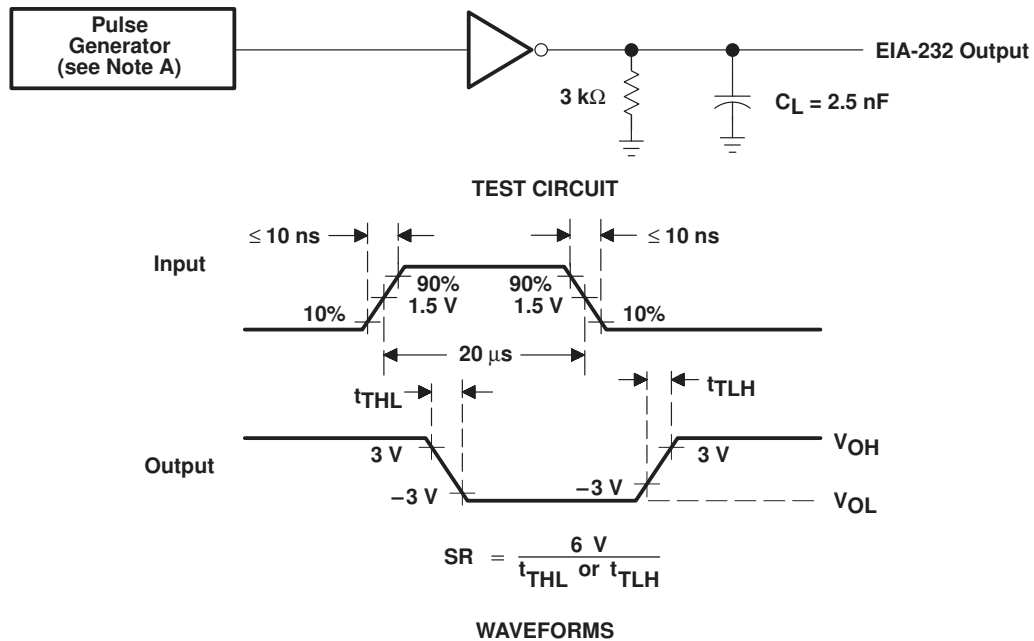 Pulse
Generator
(see Note A)
EIA-232 Output
3 kΩ
CL = 2.5 nF
TEST CIRCUIT
≤ 10 ns
≤ 10 ns
Input
90%
90%
1.5 V
1.5 V
10%
10%
20 μs
tTHL
tTLH
Output
3 V
3 V
VOH
–3 V
–3 V
VOL
SR = 6 V / tTHL or tTLH
WAVEFORMS